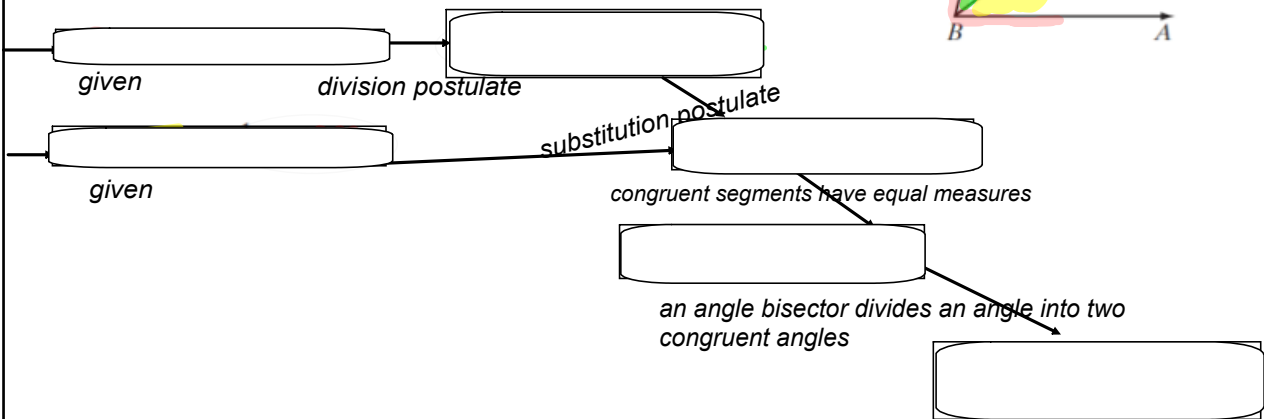 B A
given
division postulate
substitution postulate
given
congruent segments have equal measures
an angle bisector divides an angle into two
congruent angles